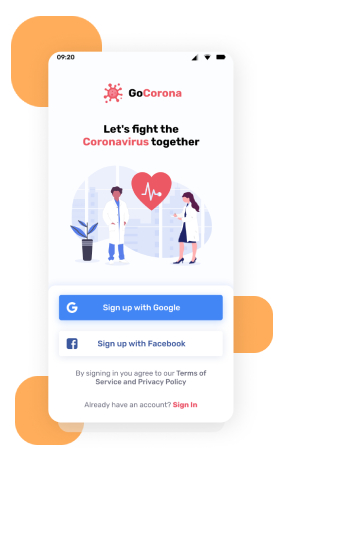 09:20
GoCorona
Let's fight the
Coronavirus together
Sign up with Google
Sign up with Facebook
By signing in you agree to our Terms of
Service and Privacy Policy
Already have an account? Sign In